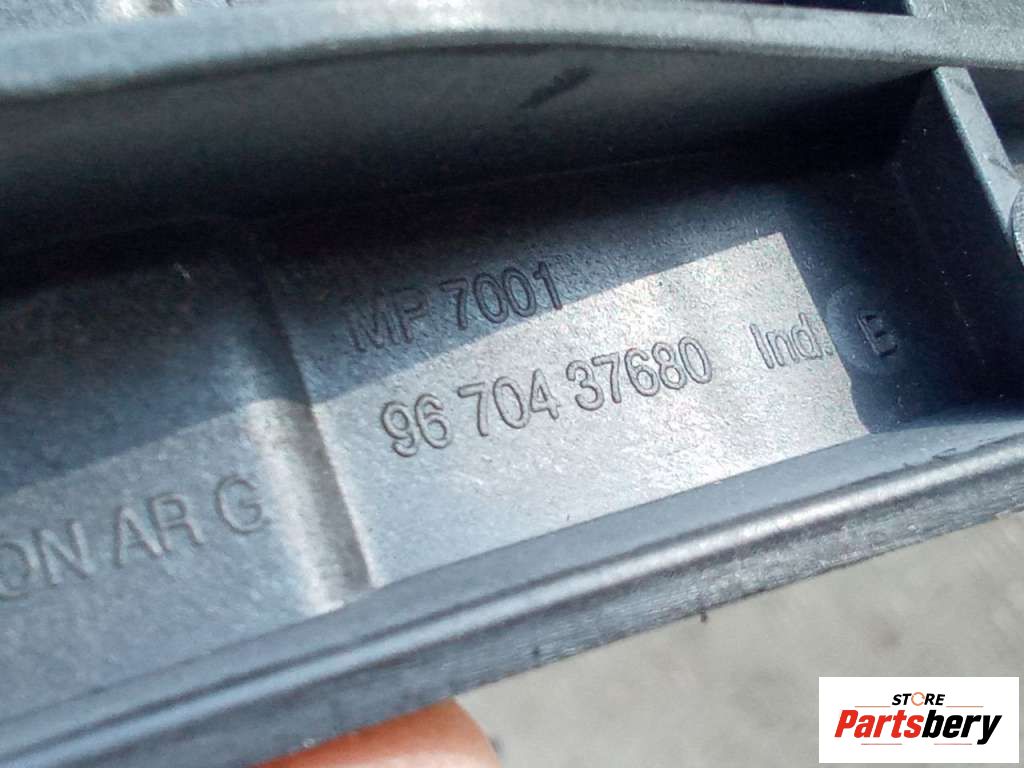 MP 7001
96 704 37680 Ind. E
ON AR G
STORE
Partsbery